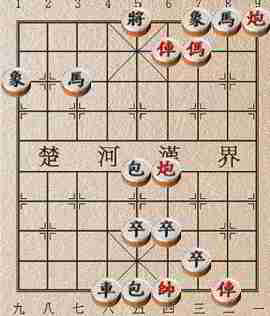 1 2 3 4 5 6 7 8 9
將 象 馬 炮
俥 傌
象 馬
楚 河 漢 界
包 炮
卒 卒
卒
車 包 帥 俥
九 八 七 六 五 四 三 二 一